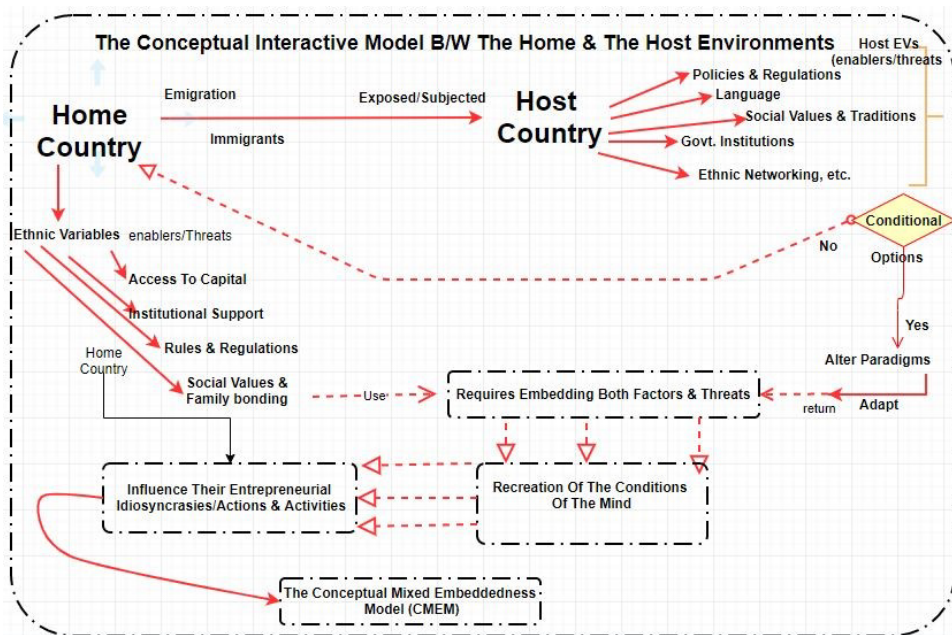 The Conceptual Interactive Model B/W The Home & The Host Environments
Host EVs
(enablers/threats
Home
Country
Emigration
Immigrants
Exposed/Subjected
Host
Country
Policies & Regulations
Language
Social Values & Traditions
Govt. Institutions
Ethnic Networking, etc.
Conditional
No
Options
Yes
Alter Paradigms
Adapt
return
Ethnic Variables
enablers/Threats
Access To Capital
Institutional Support
Rules & Regulations
Social Values &
Family bonding
Home
Country
Use
Requires Embedding Both Factors & Threats
Influence Their Entrepreneurial
Idiosyncrasies/Actions & Activities
Recreation Of The Conditions
Of The Mind
The Conceptual Mixed Embeddedness
Model (CMEM)